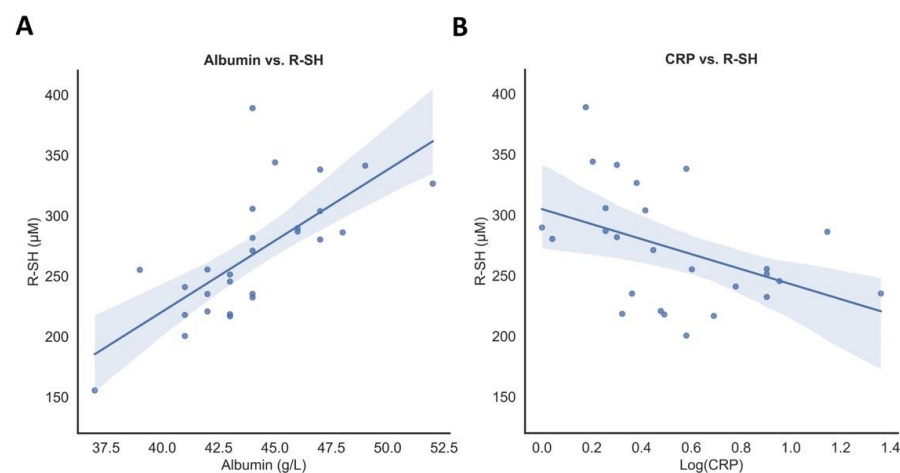 A
B
Albumin vs. R-SH
CRP vs. R-SH
R-SH (µM)
400
350
300
250
200
150
37.5 40.0 42.5 45.0 47.5 50.0 52.5
Albumin (g/L)
R-SH (µM)
400
350
300
250
200
150
0.0 0.2 0.4 0.6 0.8 1.0 1.2 1.4
Log(CRP)